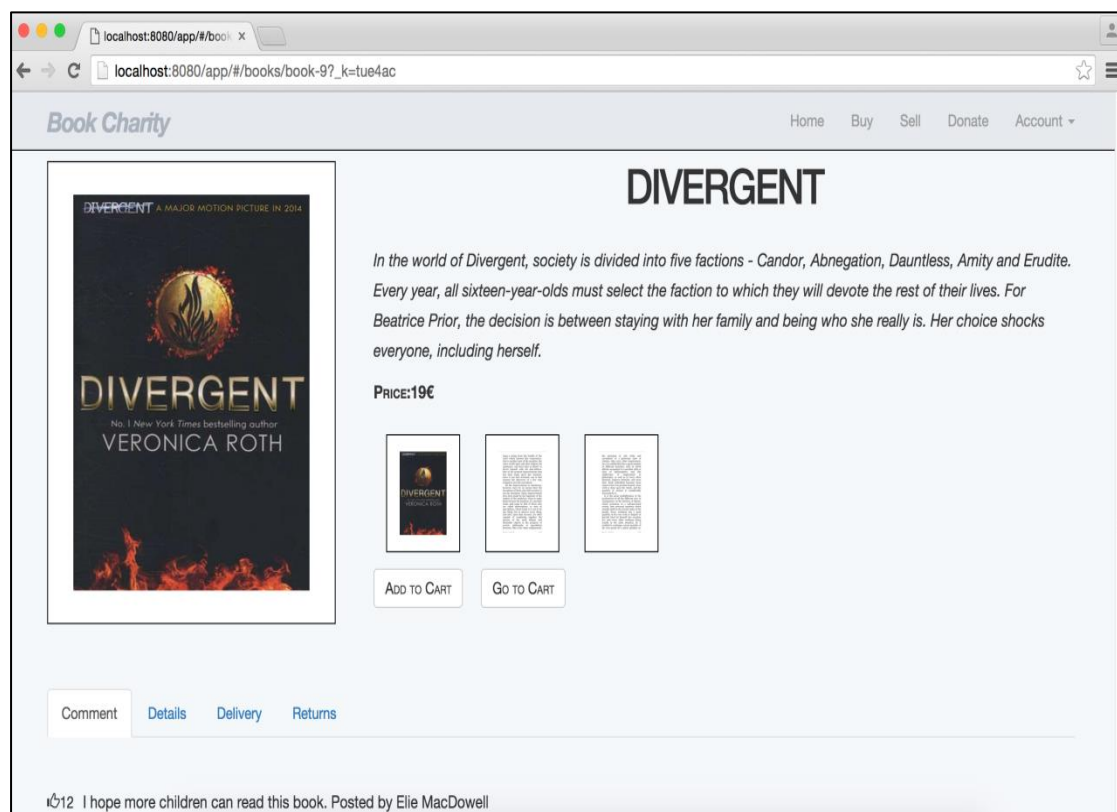 localhost:8080/app/#/book
localhost:8080/app/#/books/book-9?_k=tue4ac
Book Charity
Home Buy Sell Donate Account
DIVERGENT A MAJOR MOTION PICTURE IN 2014
DIVERGENT
No. 1 New York Times bestselling author
VERONICA ROTH
DIVERGENT
In the world of Divergent, society is divided into five factions - Candor, Abnegation, Dauntless, Amity and Erudite.
Every year, all sixteen-year-olds must select the faction to which they will devote the rest of their lives. For
Beatrice Prior, the decision is between staying with her family and being who she really is. Her choice shocks
everyone, including herself.
PRICE:19€
DIVERGENT
VERONICA ROTH
ADD TO CART GO TO CART
Comment Details Delivery Returns
12 I hope more children can read this book. Posted by Elie MacDowell